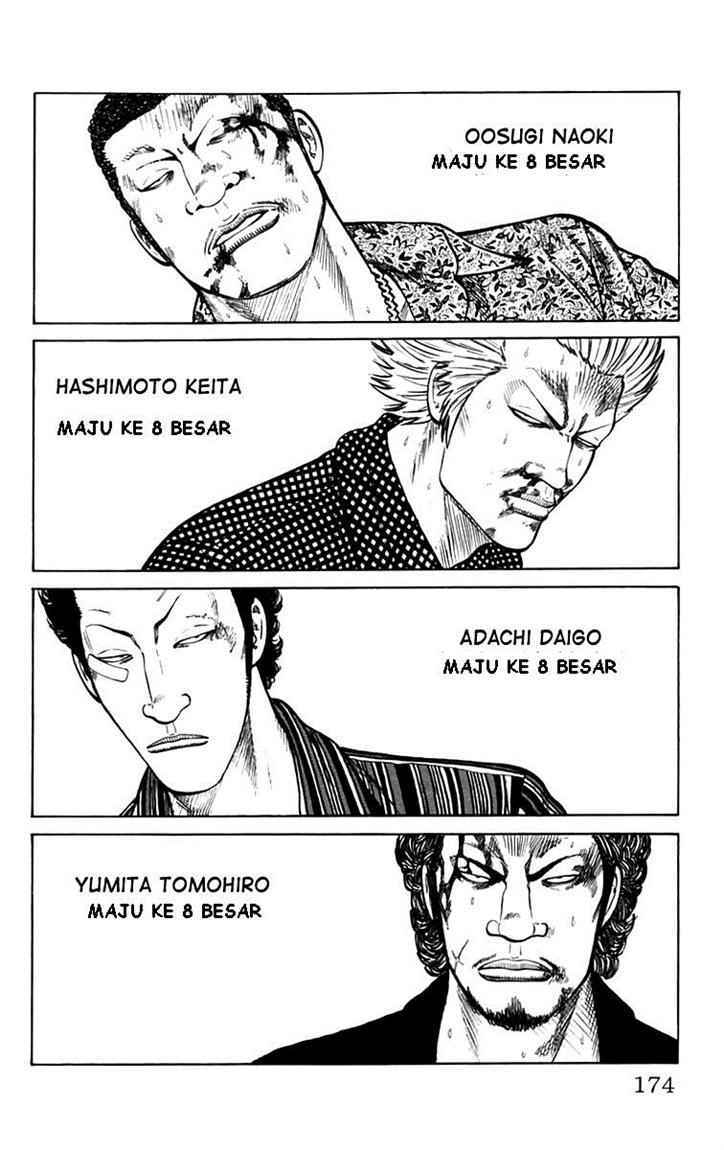 OOSUGI NAOKI
MAJU KE 8 BESAR
HASHIMOTO KEITA
MAJU KE 8 BESAR
ADACHI DAIGO
MAJU KE 8 BESAR
YUMITA TOMOHIRO
MAJU KE 8 BESAR
174